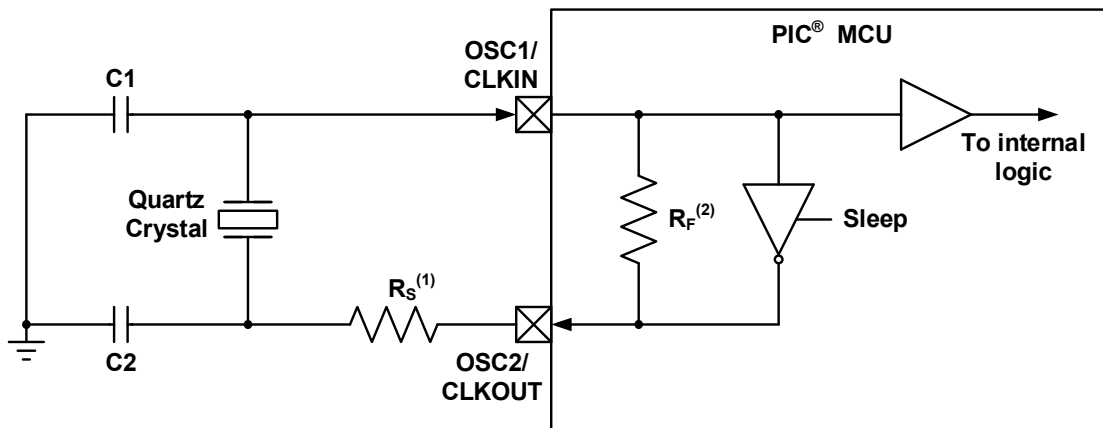 PIC® MCU
OSC1/
CLKIN
C1
To internal
logic
Quartz
Crystal
RF(2)
Sleep
RS(1)
C2
OSC2/
CLKOUT